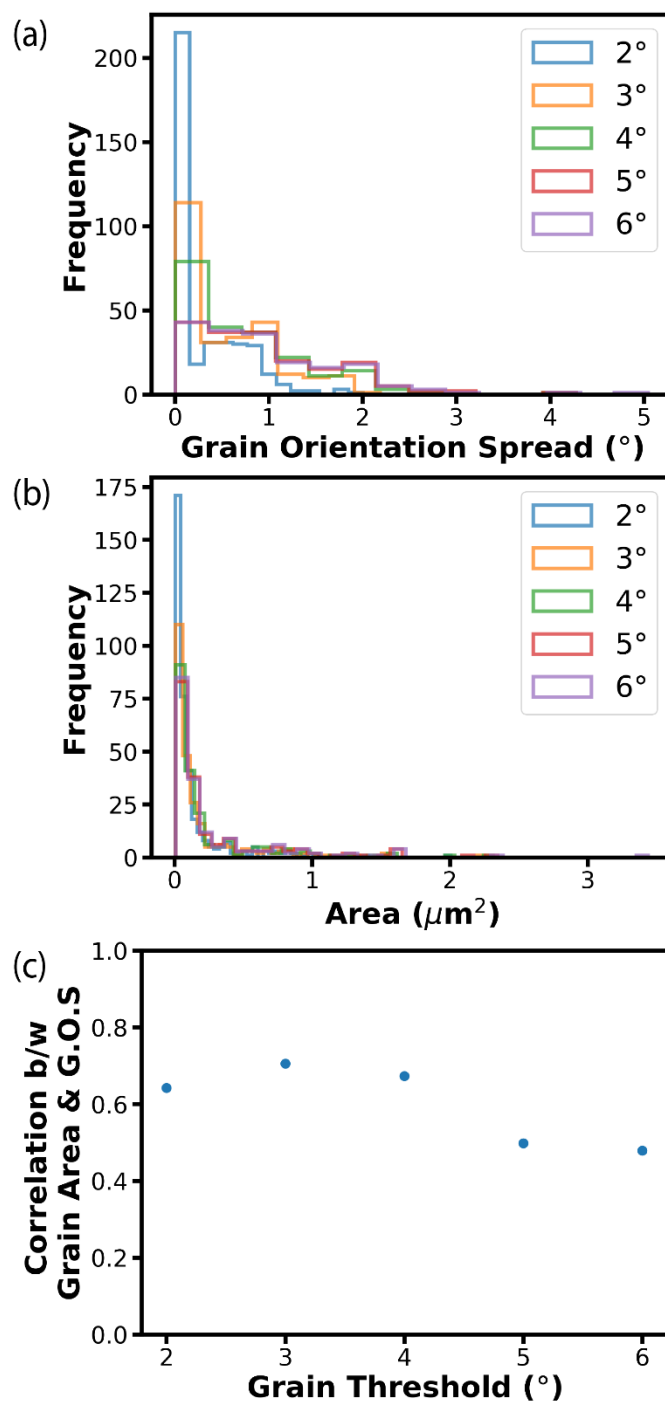 (a)
200
150
100
50
0
Frequency
2°
3°
4°
5°
6°
0 1 2 3 4 5
Grain Orientation Spread (°)
(b)
175
150
125
100
75
50
25
0
Frequency
2°
3°
4°
5°
6°
0 1 2 3
Area (μm²)
(c)
1.0
0.8
0.6
0.4
0.2
0.0
Correlation b/w
Grain Area & G.O.S
2 3 4 5 6
Grain Threshold (°)